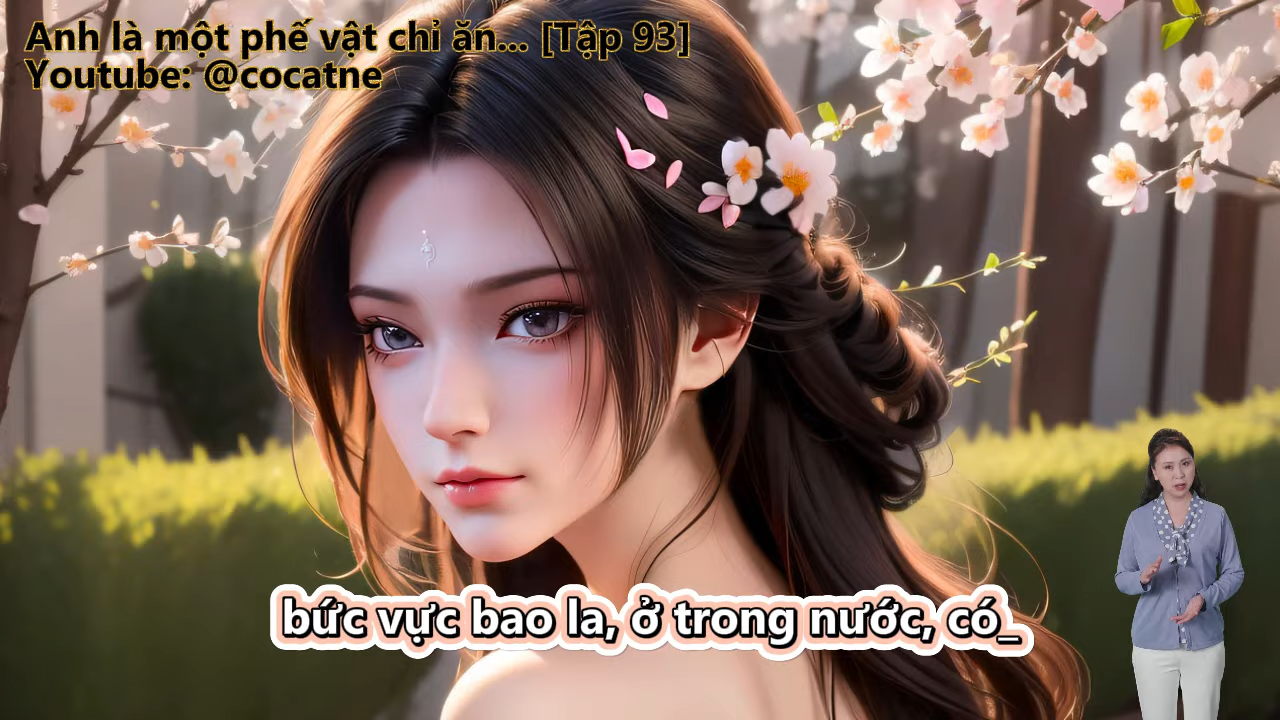 Anh là một phế vật chỉ ăn... [Tập 93]
Youtube: @cocatne
bức vực bao la, ở trong nước, có_